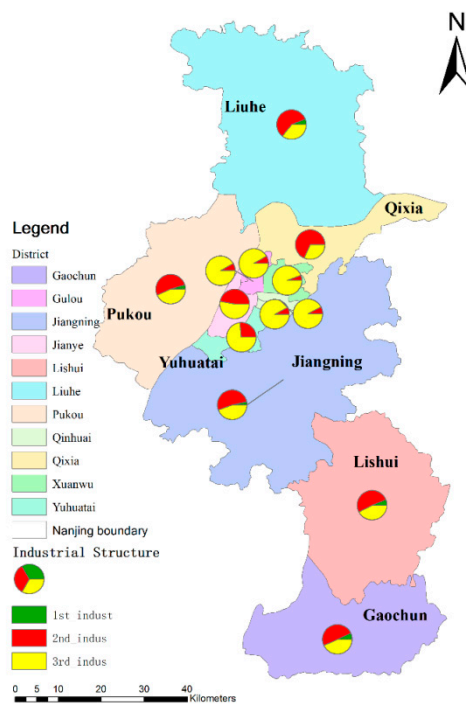 N
Liuhe
Qixia
Legend
District
Gaochun
Gulou
Jiangning
Jianye
Lishui
Liuhe
Pukou
Qinhuai
Qixia
Xuanwu
Yuhuatai
Nanjing boundary
Industrial Structure
1st indust
2nd indus
3rd indus
Pukou
Yuhuatai
Jiangning
Lishui
Gaochun
0 5 10 20 30 40
Kilometers